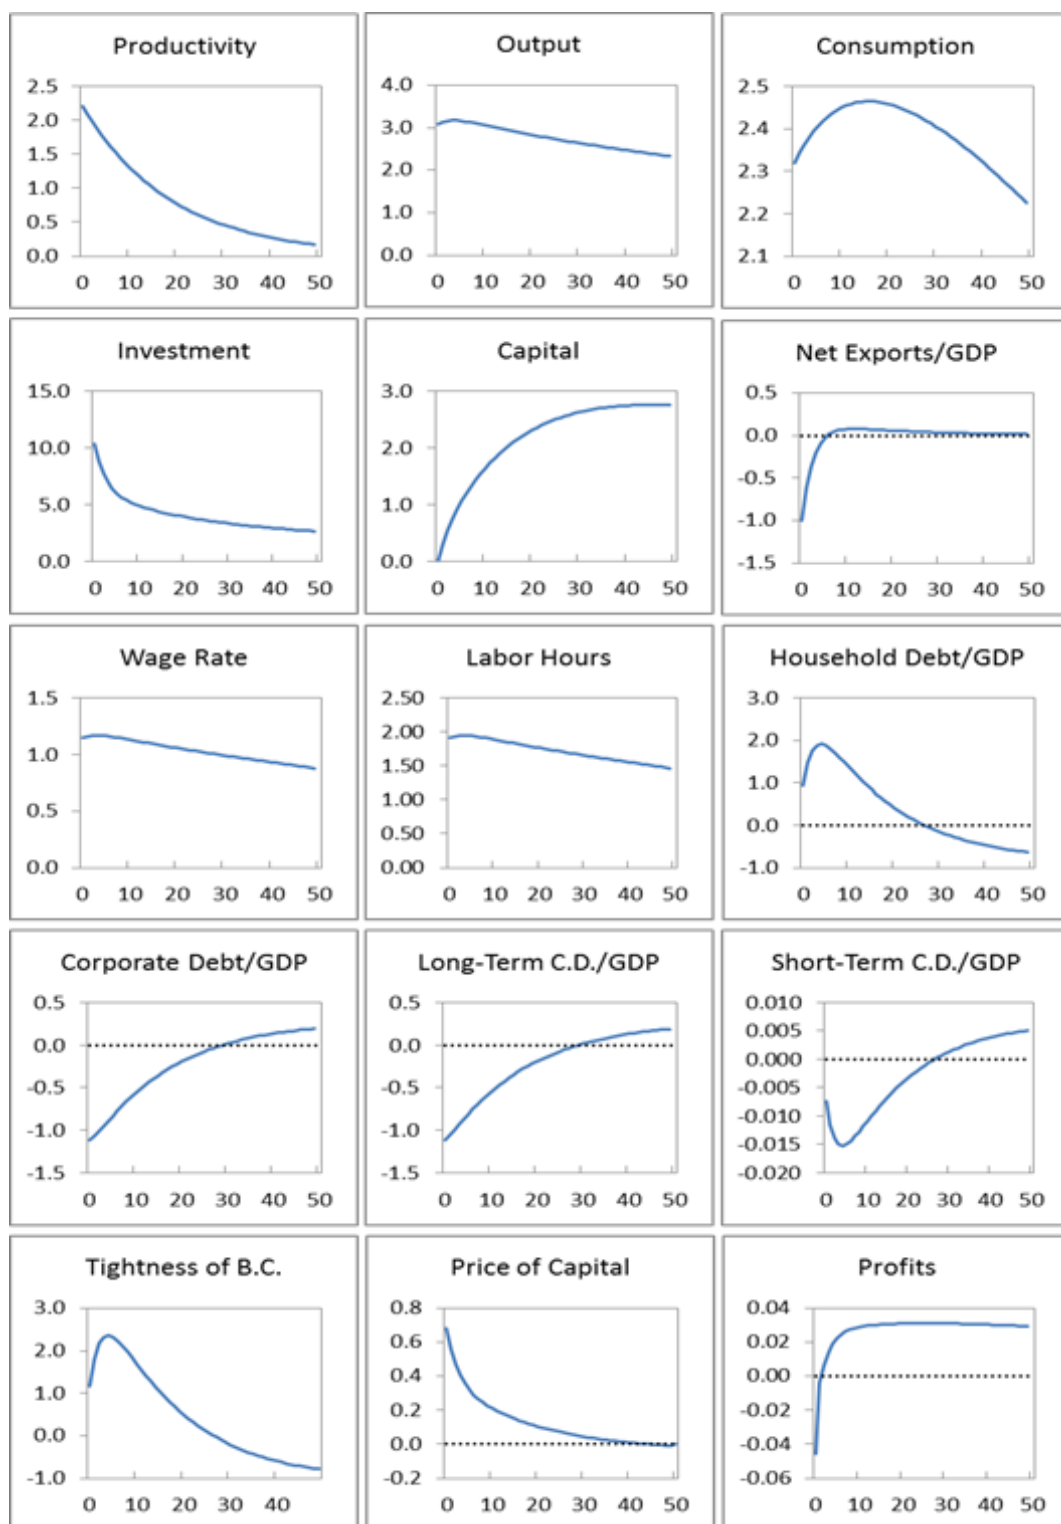 Productivity
2.5
2.0
1.5
1.0
0.5
0.0
0 10 20 30 40 50
Output
4.0
3.0
2.0
1.0
0.0
0 10 20 30 40 50
Consumption
2.5
2.4
2.3
2.2
2.1
0 10 20 30 40 50
Investment
15.0
10.0
5.0
0.0
0 10 20 30 40 50
Capital
3.0
2.0
1.0
0.0
0 10 20 30 40 50
Net Exports/GDP
0.5
0.0
-0.5
-1.0
-1.5
0 10 20 30 40 50
Wage Rate
1.5
1.0
0.5
0.0
0 10 20 30 40 50
Labor Hours
2.50
2.00
1.50
1.00
0.50
0.00
0 10 20 30 40 50
Household Debt/GDP
3.0
2.0
1.0
0.0
-1.0
0 10 20 30 40 50
Corporate Debt/GDP
0.5
0.0
-0.5
-1.0
-1.5
0 10 20 30 40 50
Long-Term C.D./GDP
0.5
0.0
-0.5
-1.0
-1.5
0 10 20 30 40 50
Short-Term C.D./GDP
0.010
0.005
0.000
-0.005
-0.010
-0.015
-0.020
0 10 20 30 40 50
Tightness of B.C.
3.0
2.0
1.0
0.0
-1.0
0 10 20 30 40
Price of Capital
0.8
0.6
0.4
0.2
0.0
-0.2
0 10 20 30 40 50
Profits
0.04
0.02
0.00
-0.02
-0.04
-0.06
0 10 20 30 40 50